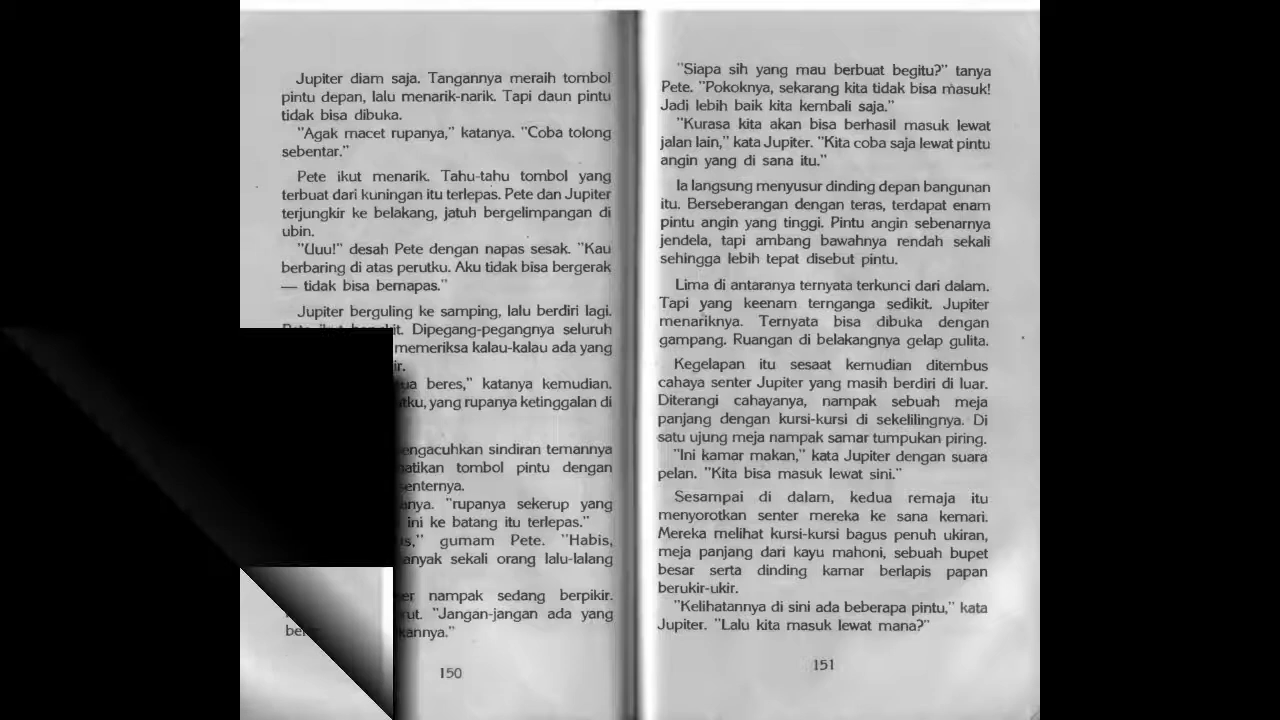 Jupiter diam saja. Tangannya meraih tombol
pintu depan, lalu menarik-narik. Tapi daun pintu
tidak bisa dibuka.
"Agak macet rupanya," katanya. "Coba tolong
sebentar."
Pete ikut menarik. Tahu-tahu tombol yang
terbuat dari kuningan itu terlepas. Pete dan Jupiter
terjungkir ke belakang, jatuh bergelimpangan di
ubin.
"Uuu!" desah Pete dengan napas sesak. "Kau
berbaring di atas perutku. Aku tidak bisa bergerak
— tidak bisa bernapas."
Jupiter berguling ke samping, lalu berdiri lagi.
Dipegang-pegangnya seluruh
memeriksa kalau-kalau ada yang
beres," katanya kemudian.
yang rupanya ketinggalan di
sindiran temannya
tombol pintu dengan
"rupanya sekerup yang
ini ke batang itu terlepas."
gumam Pete. "Habis,
sekali orang lalu-lalang
nampak sedang berpikir.
"Jangan-jangan ada yang
150
"Siapa sih yang mau berbuat begitu?" tanya
Pete. "Pokoknya, sekarang kita tidak bisa masuk!
Jadi lebih baik kita kembali saja."
"Kurasa kita akan bisa berhasil masuk lewat
jalan lain," kata Jupiter. "Kita coba saja lewat pintu
angin yang di sana itu."
Ia langsung menyusur dinding depan bangunan
itu. Berseberangan dengan teras, terdapat enam
pintu angin yang tinggi. Pintu angin sebenarnya
jendela, tapi ambang bawahnya rendah sekali
sehingga lebih tepat disebut pintu.
Lima di antaranya ternyata terkunci dari dalam.
Tapi yang keenam ternganga sedikit. Jupiter
menariknya. Ternyata bisa dibuka dengan
gampang. Ruangan di belakangnya gelap gulita.
Kegelapan itu sesaat kemudian ditembus
cahaya senter Jupiter yang masih berdiri di luar.
Diterangi cahayanya, nampak sebuah meja
panjang dengan kursi-kursi di sekelilingnya. Di
satu ujung meja nampak samar tumpukan piring.
"Ini kamar makan," kata Jupiter dengan suara
pelan. "Kita bisa masuk lewat sini."
Sesampai di dalam, kedua remaja itu
menyorotkan senter mereka ke sana kemari.
Mereka melihat kursi-kursi bagus penuh ukiran,
meja panjang dari kayu mahoni, sebuah bupet
besar serta dinding kamar berlapis papan
berukir-ukir.
"Kelihatannya di sini ada beberapa pintu," kata
Jupiter. "Lalu kita masuk lewat mana?"
151